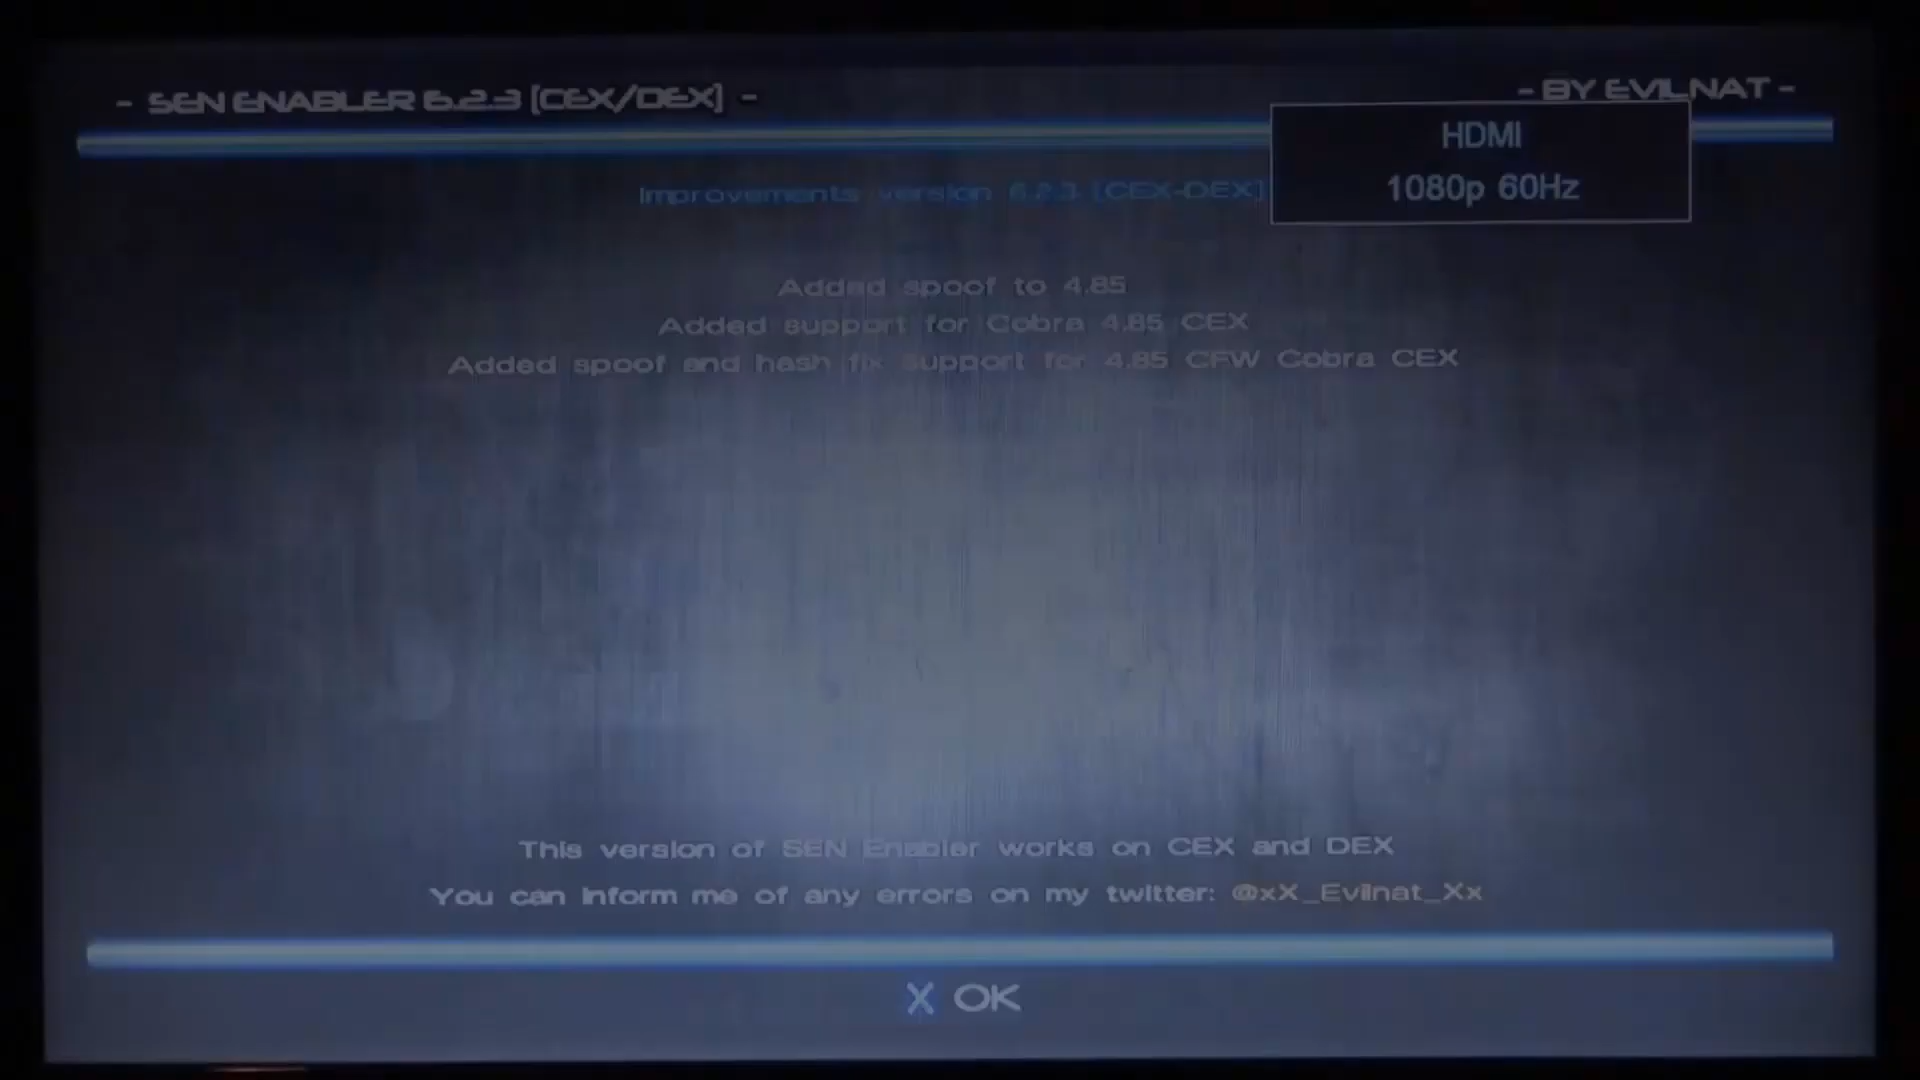 - SEN ENABLER 6.2.3 [CEX/DEX] -
- BY EVILNAT -
HDMI
1080p 60Hz
Improvements version 6.2.3 [CEX-DEX]
Added spoof to 4.85
Added support for Cobra 4.85 CEX
Added spoof and hash fix support for 4.85 CFW Cobra CEX
This version of SEN Enabler works on CEX and DEX
You can inform me of any errors on my twitter: @xX_Evilnat_Xx
X OK